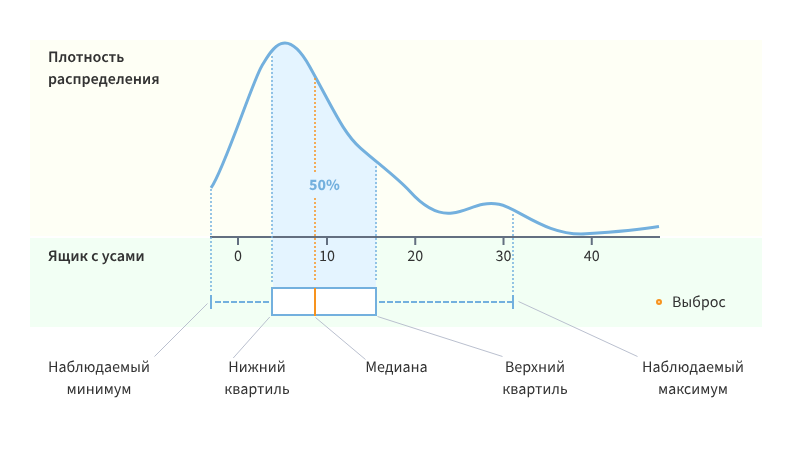 Плотность
распределения
50%
Ящик с усами
0 10 20 30 40
Выброс
Наблюдаемый
минимум
Нижний
квартиль
Медиана
Верхний
квартиль
Наблюдаемый
максимум